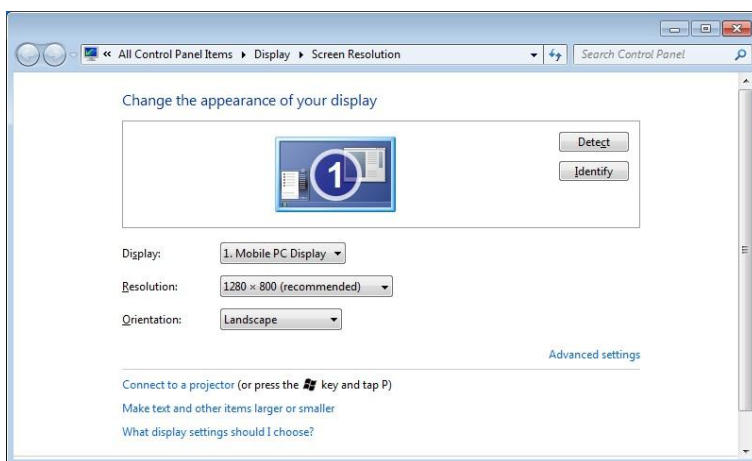 « All Control Panel Items ▸ Display ▸ Screen Resolution
Search Control Panel
Change the appearance of your display
1
Detect
Identify
Display: 1. Mobile PC Display
Resolution: 1280 × 800 (recommended)
Orientation: Landscape
Advanced settings
Connect to a projector (or press the key and tap P)
Make text and other items larger or smaller
What display settings should I choose?